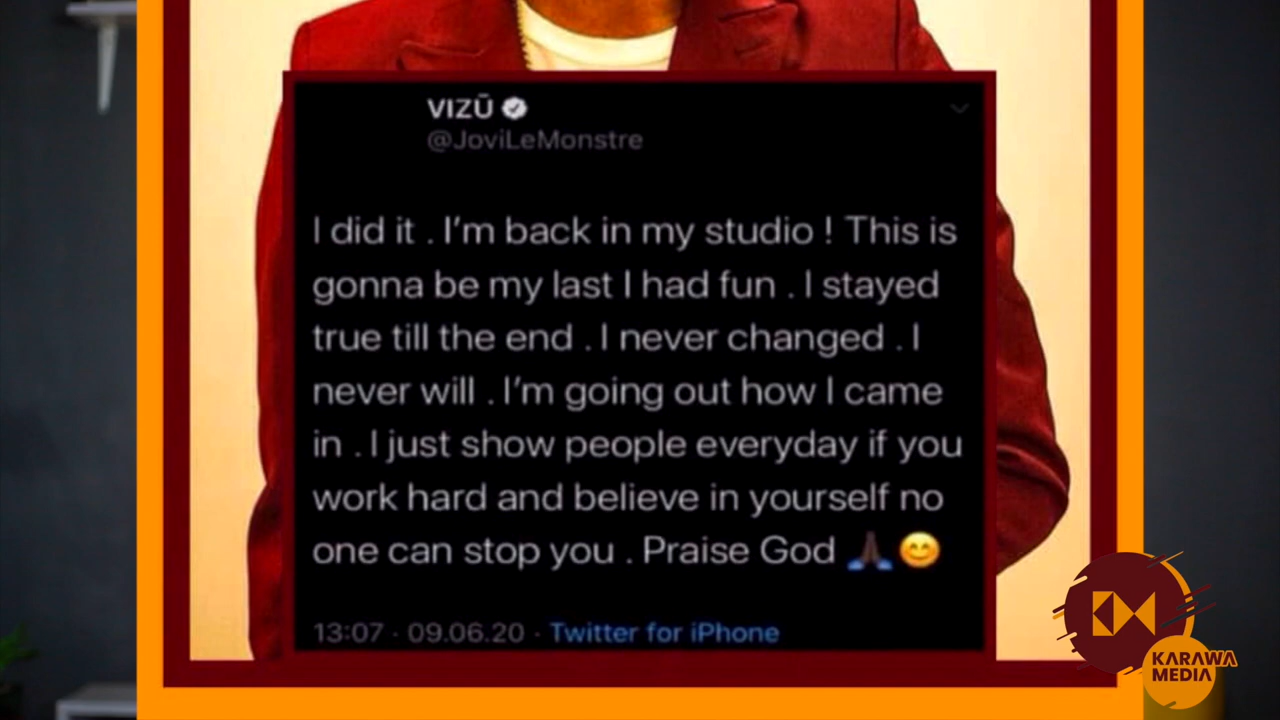 VIZŪ
@JoviLeMonstre
I did it . I'm back in my studio ! This is
gonna be my last I had fun . I stayed
true till the end . I never changed . I
never will . I'm going out how I came
in . I just show people everyday if you
work hard and believe in yourself no
one can stop you . Praise God 🙏🏿😊
13:07 · 09.06.20 · Twitter for iPhone
KM
KARAWA
MEDIA